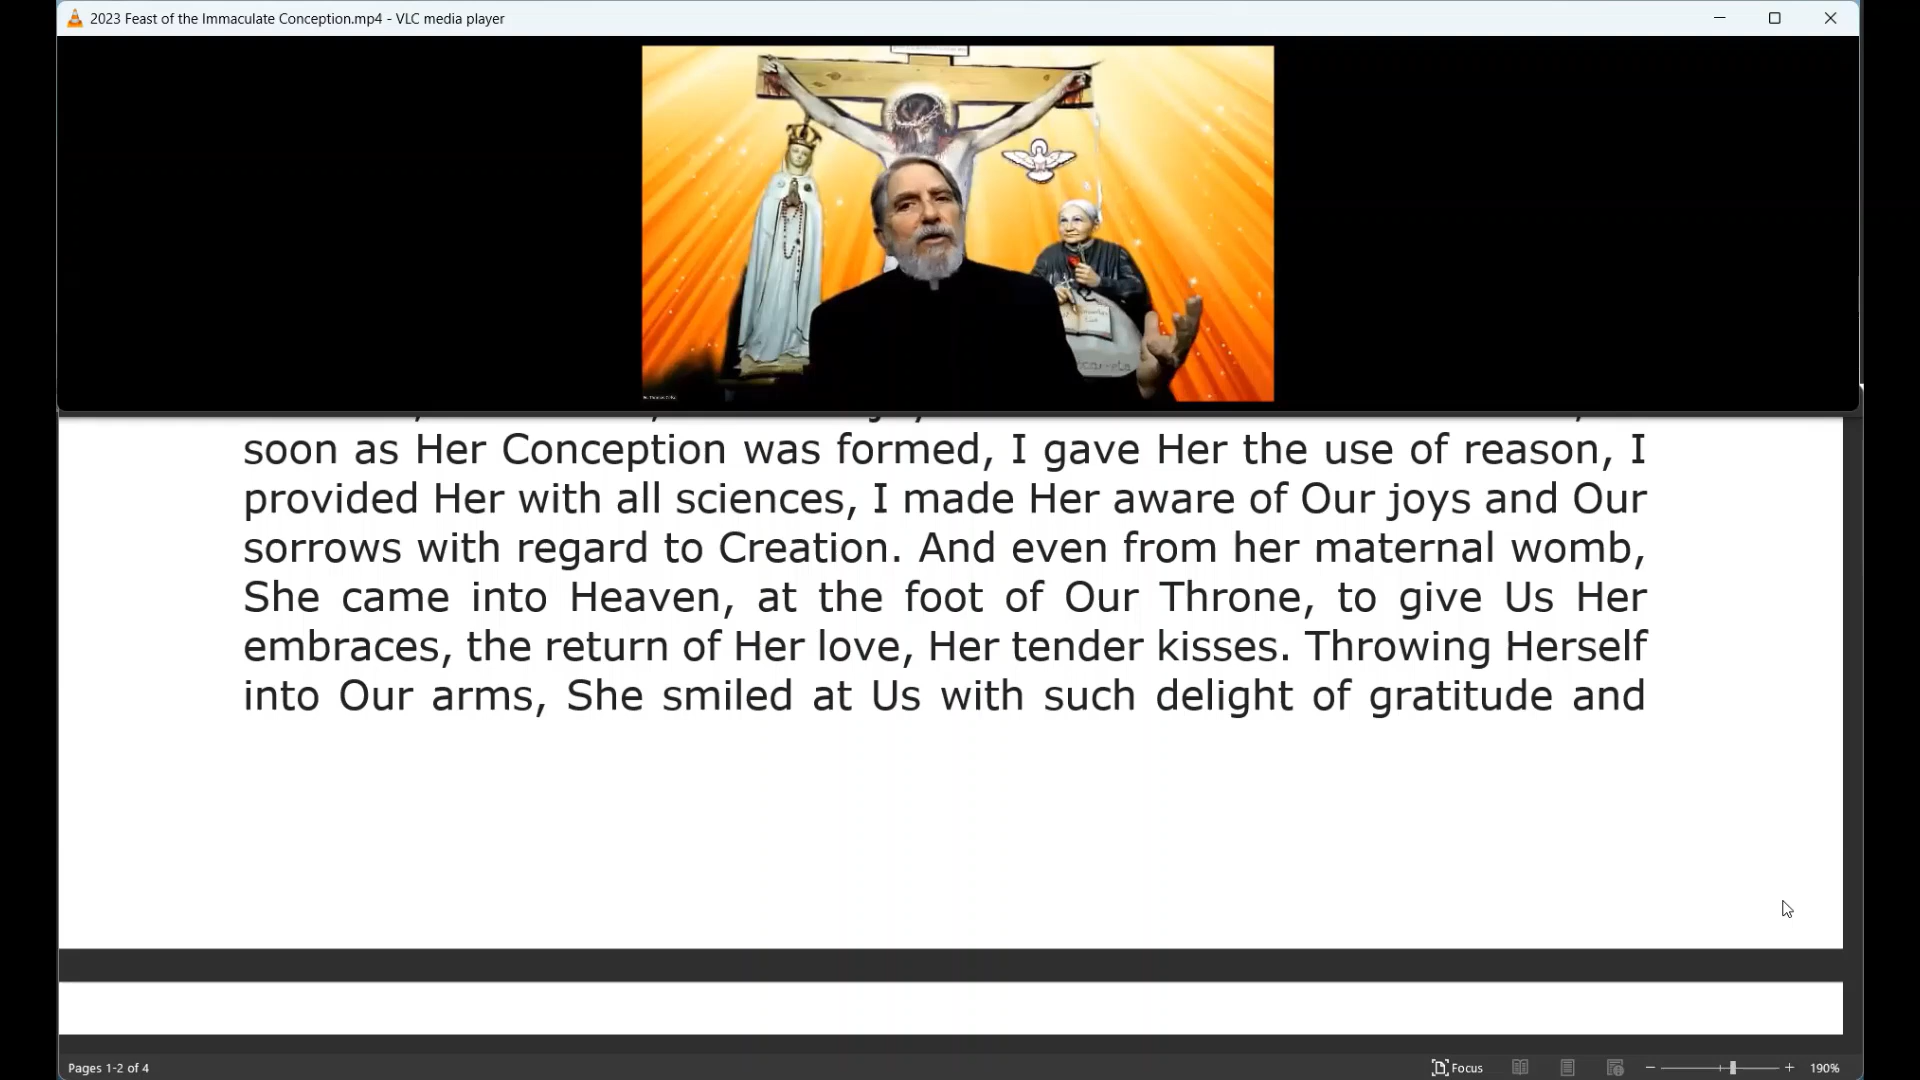 2023 Feast of the Immaculate Conception.mp4 - VLC media player
soon as Her Conception was formed, I gave Her the use of reason, I
provided Her with all sciences, I made Her aware of Our joys and Our
sorrows with regard to Creation. And even from her maternal womb,
She came into Heaven, at the foot of Our Throne, to give Us Her
embraces, the return of Her love, Her tender kisses. Throwing Herself
into Our arms, She smiled at Us with such delight of gratitude and
Pages 1-2 of 4
Focus
190%